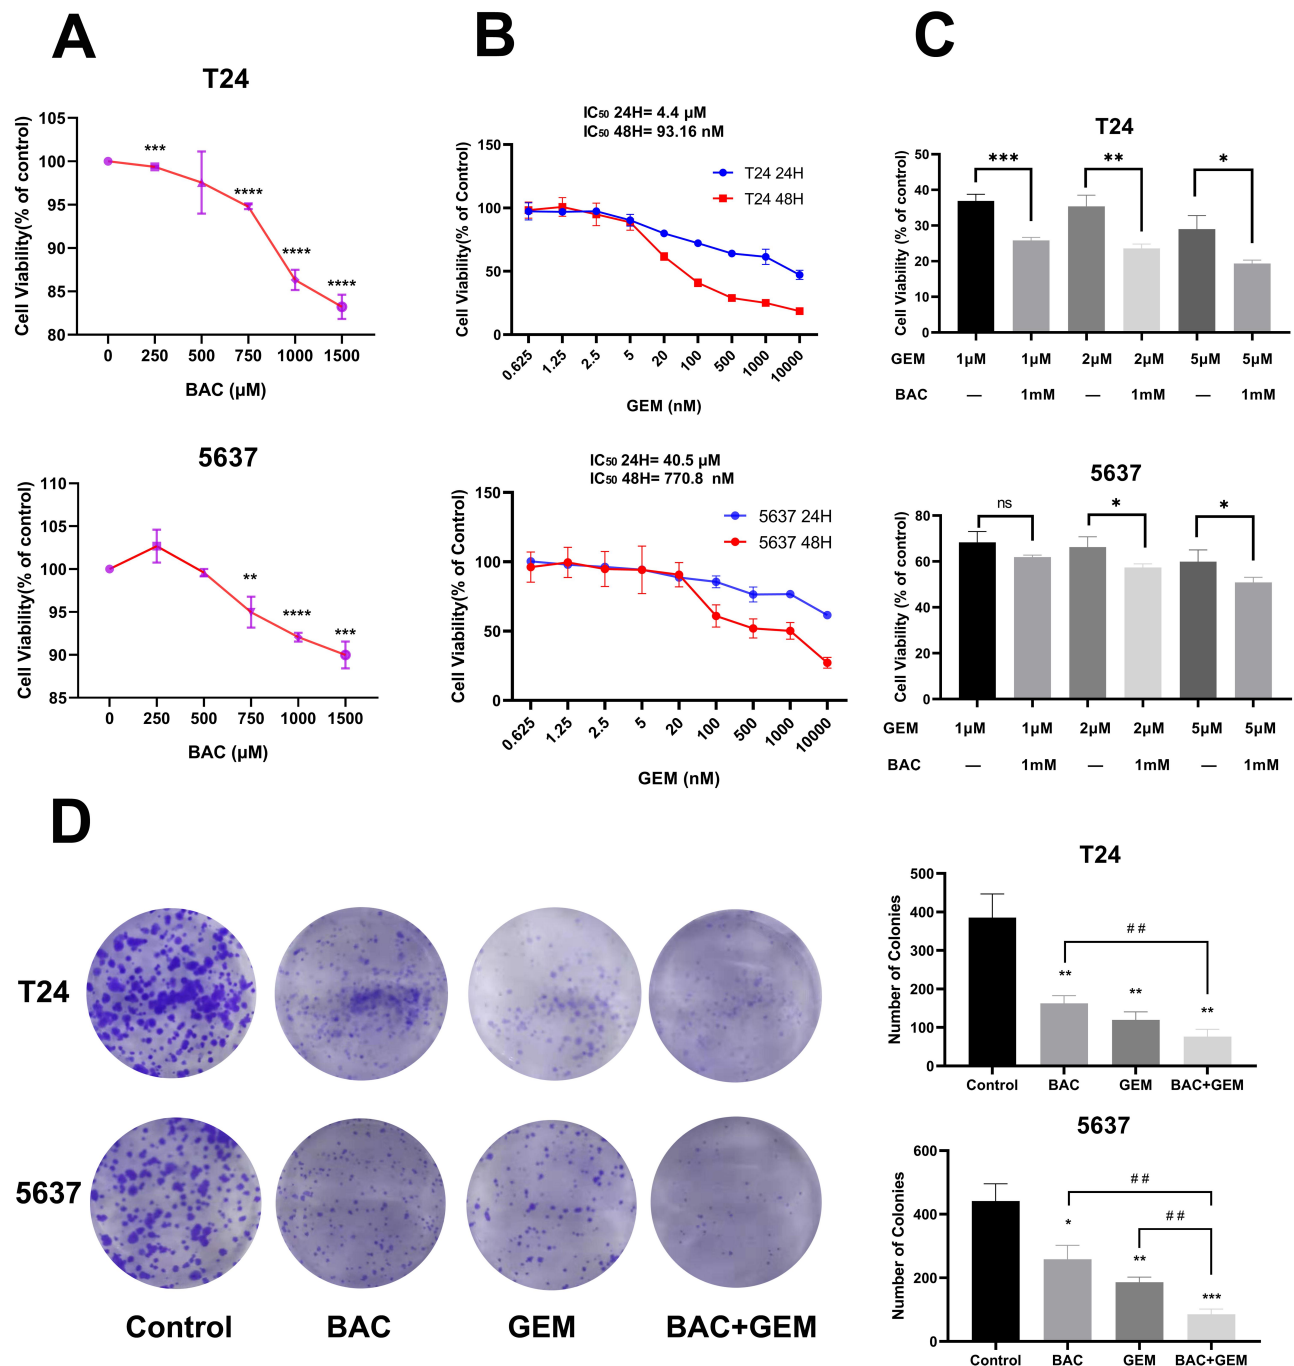 A
B
C
T24
105
100
95
90
85
80
Cell Viability(% of control)
***
****
****
****
0 250 500 750 1000 1500
BAC (μM)
IC50 24H= 4.4 μM
IC50 48H= 93.16 nM
150
100
50
0
Cell Viability(% of Control)
T24 24H
T24 48H
0.625 1.25 2.5 5 20 100 500 1000 10000
GEM (nM)
T24
50
40
30
20
10
0
Cell Viability (% of control)
*** ** *
GEM 1μM 1μM 2μM 2μM 5μM 5μM
BAC — 1mM — 1mM — 1mM
5637
110
105
100
95
90
85
Cell Viability(% of control)
**
****
***
0 250 500 750 1000 1500
BAC (μM)
IC50 24H= 40.5 μM
IC50 48H= 770.8 nM
150
100
50
0
Cell Viability(% of Control)
5637 24H
5637 48H
0.625 1.25 2.5 5 20 100 500 1000 10000
GEM (nM)
5637
80
60
40
20
0
Cell Viability (% of control)
ns * *
GEM 1μM 1μM 2μM 2μM 5μM 5μM
BAC — 1mM — 1mM — 1mM
D
T24
5637
Control BAC GEM BAC+GEM
T24
500
400
300
200
100
0
Number of Colonies
##
** ** **
Control BAC GEM BAC+GEM
5637
600
400
200
0
Number of Colonies
##
##
* ** ***
Control BAC GEM BAC+GEM